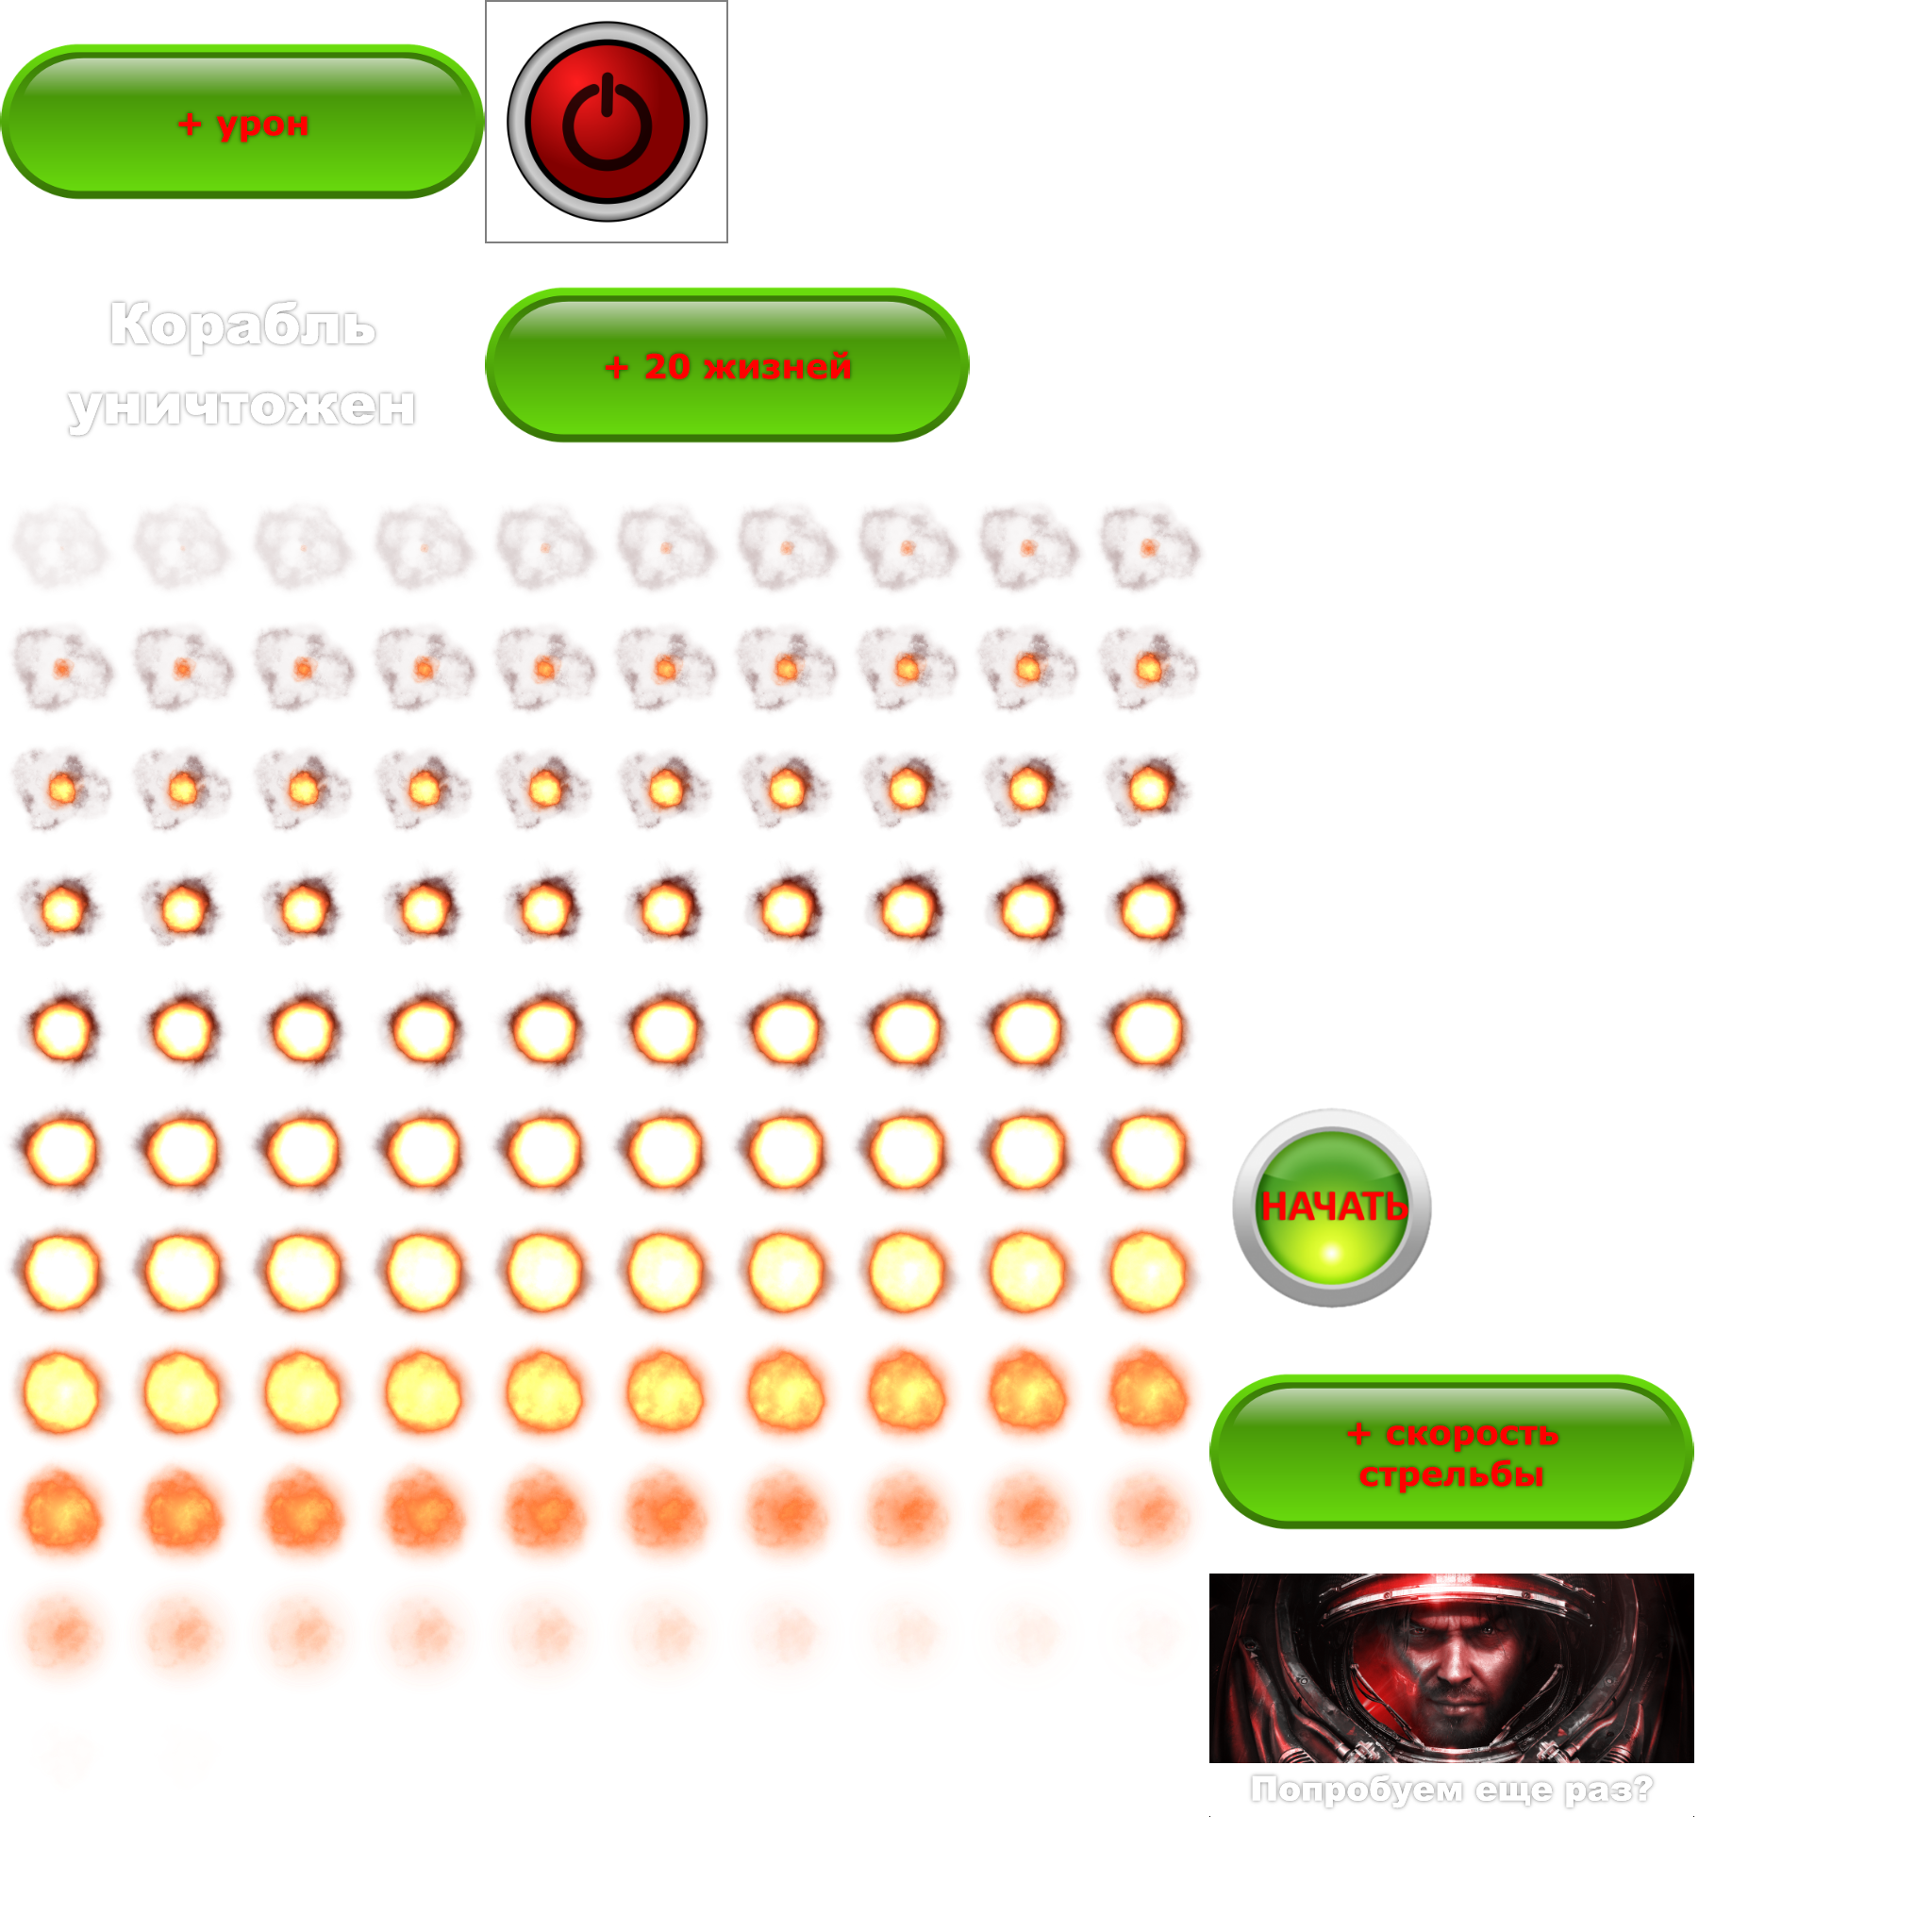 + урон
Корабль
уничтожен
+ 20 жизней
НАЧАТЬ
+ скорость
стрельбы
Попробуем еще раз?